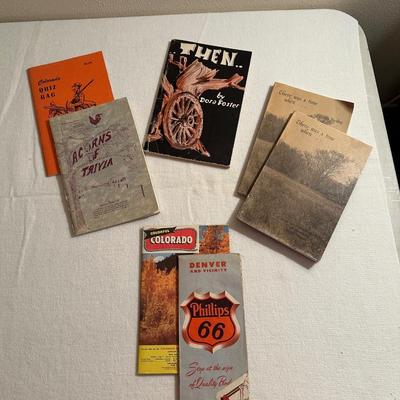 Colorado
QUIZ
BAG
ACORNS
OF
TRIVIA
THEN..
by
Dora Foster
There was a time
when
There was a time
when
COLORFUL
COLORADO
DENVER
AND VICINITY
Phillips
66
Stop at the sign
of Quality